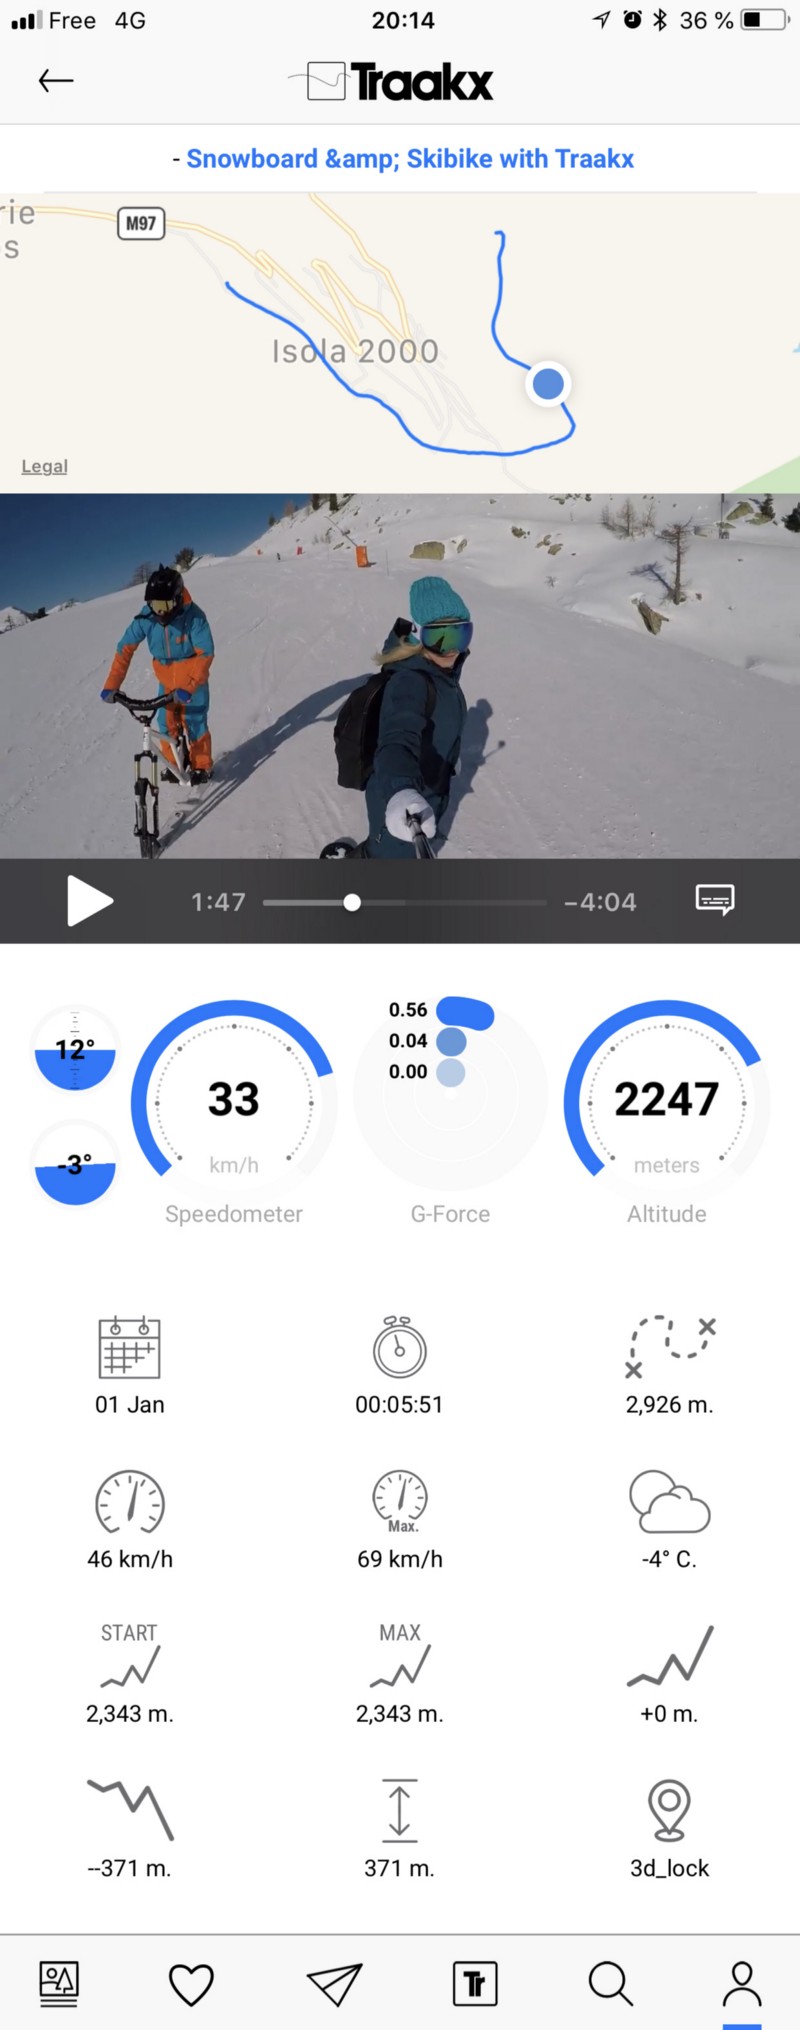 Free 4G 20:14 36 %
Traakx
- Snowboard &amp; Skibike with Traakx
rie
s
M97
Isola 2000
Legal
1:47 −4:04
12°
-3°
33
km/h
Speedometer
0.56
0.04
0.00
G-Force
2247
meters
Altitude
01 Jan 00:05:51 2,926 m.
Max.
46 km/h 69 km/h -4° C.
START MAX
2,343 m. 2,343 m. +0 m.
--371 m. 371 m. 3d_lock
Tr